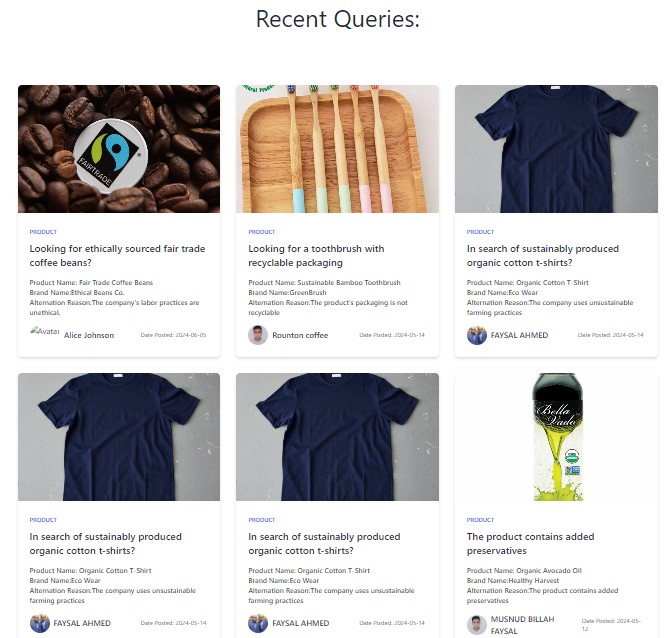 Recent Queries:
FAIRTRADE
PRODUCT
Looking for ethically sourced fair trade
coffee beans?
Product Name: Fair Trade Coffee Beans
Brand Name:Ethical Beans Co.
Alternation Reason:The company's labor practices are
unethical.
Avatar
Alice Johnson
Date Posted: 2024-06-05
PRODUCT
Looking for a toothbrush with
recyclable packaging
Product Name: Sustainable Bamboo Toothbrush
Brand Name:GreenBrush
Alternation Reason:The product's packaging is not
recyclable
Rounton coffee
Date Posted: 2024-05-14
PRODUCT
In search of sustainably produced
organic cotton t-shirts?
Product Name: Organic Cotton T-Shirt
Brand Name:Eco Wear
Alternation Reason:The company uses unsustainable
farming practices
FAYSAL AHMED
Date Posted: 2024-05-14
PRODUCT
In search of sustainably produced
organic cotton t-shirts?
Product Name: Organic Cotton T-Shirt
Brand Name:Eco Wear
Alternation Reason:The company uses unsustainable
farming practices
FAYSAL AHMED
Date Posted: 2024-05-14
PRODUCT
In search of sustainably produced
organic cotton t-shirts?
Product Name: Organic Cotton T-Shirt
Brand Name:Eco Wear
Alternation Reason:The company uses unsustainable
farming practices
FAYSAL AHMED
Date Posted: 2024-05-14
Bella
Vado
PRODUCT
The product contains added
preservatives
Product Name: Organic Avocado Oil
Brand Name:Healthy Harvest
Alternation Reason:The product contains added
preservatives
MUSNUD BILLAH
FAYSAL
Date Posted: 2024-05-
12